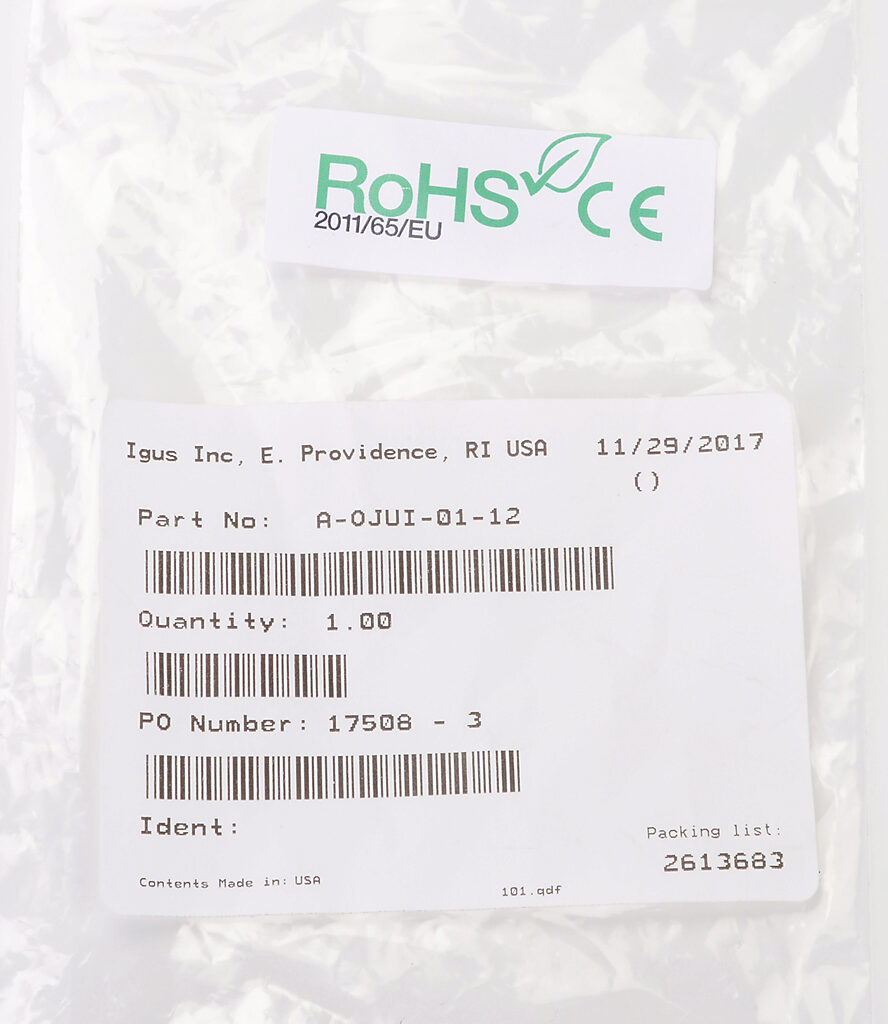 RoHS CE
2011/65/EU
Igus Inc, E. Providence, RI USA 11/29/2017
()
Part No: A-OJUI-01-12
Quantity: 1.00
PO Number: 17508 - 3
Ident:
Packing list:
2613683
Contents Made in: USA
101.qdf